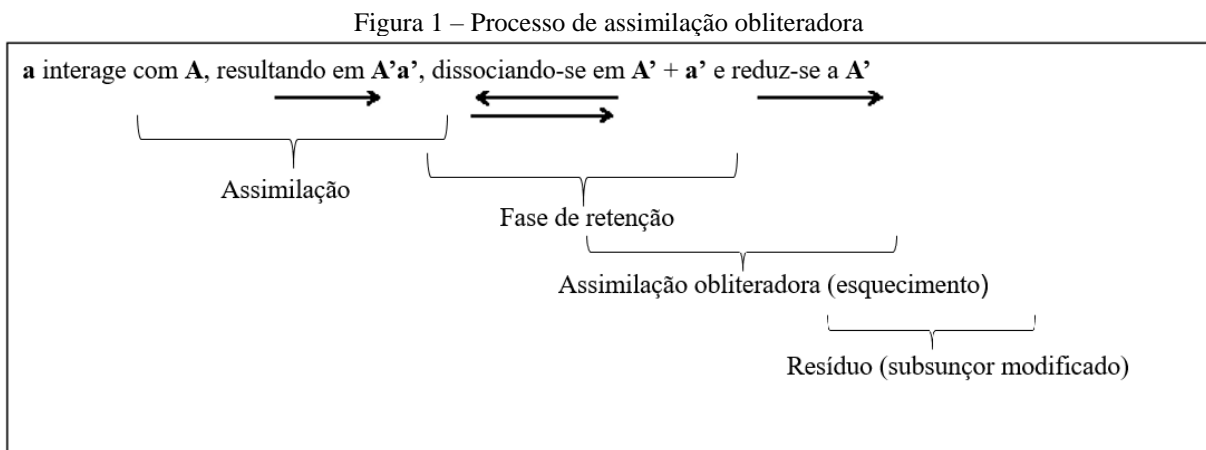 Figura 1 – Processo de assimilação obliteradora
a interage com A, resultando em A’a’, dissociando-se em A’ + a’ e reduz-se a A’
Assimilação
Fase de retenção
Assimilação obliteradora (esquecimento)
Resíduo (subsunçor modificado)